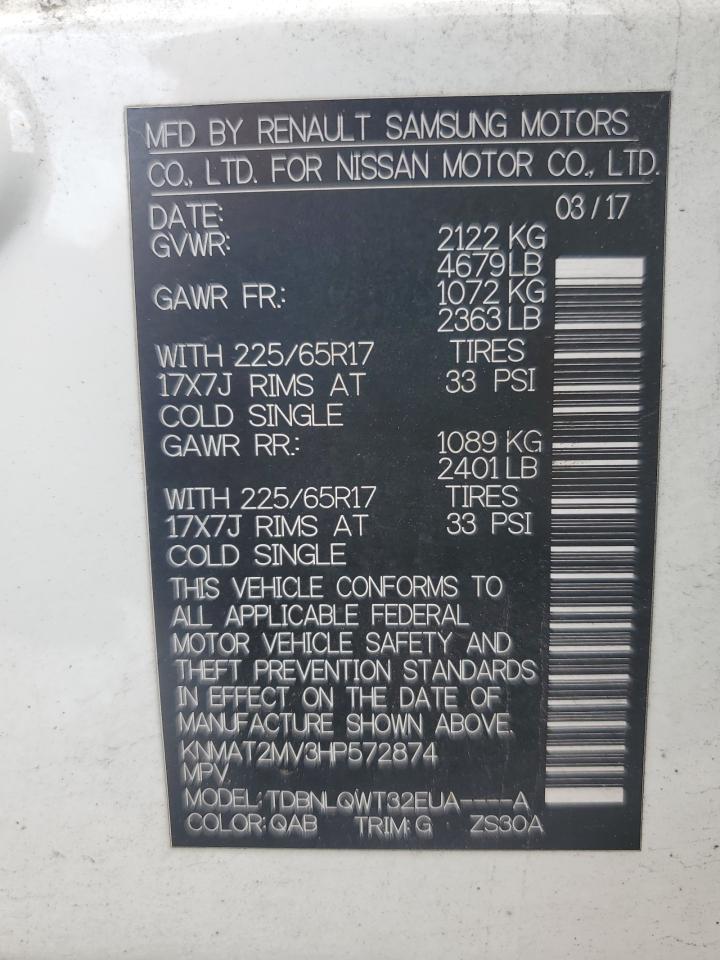 MFD BY RENAULT SAMSUNG MOTORS
CO., LTD. FOR NISSAN MOTOR CO., LTD.
DATE: 03 / 17
GVWR: 2122 KG
4679 LB
GAWR FR.: 1072 KG
2363 LB
WITH 225/65R17 TIRES
17X7J RIMS AT 33 PSI
COLD SINGLE
GAWR RR.: 1089 KG
2401 LB
WITH 225/65R17 TIRES
17X7J RIMS AT 33 PSI
COLD SINGLE
THIS VEHICLE CONFORMS TO
ALL APPLICABLE FEDERAL
MOTOR VEHICLE SAFETY AND
THEFT PREVENTION STANDARDS
IN EFFECT ON THE DATE OF
MANUFACTURE SHOWN ABOVE.
KNMAT2MV3HP572874
MPV
MODEL: TDBNLQWT32EUA----A
COLOR: QAB TRIM: G ZS30A